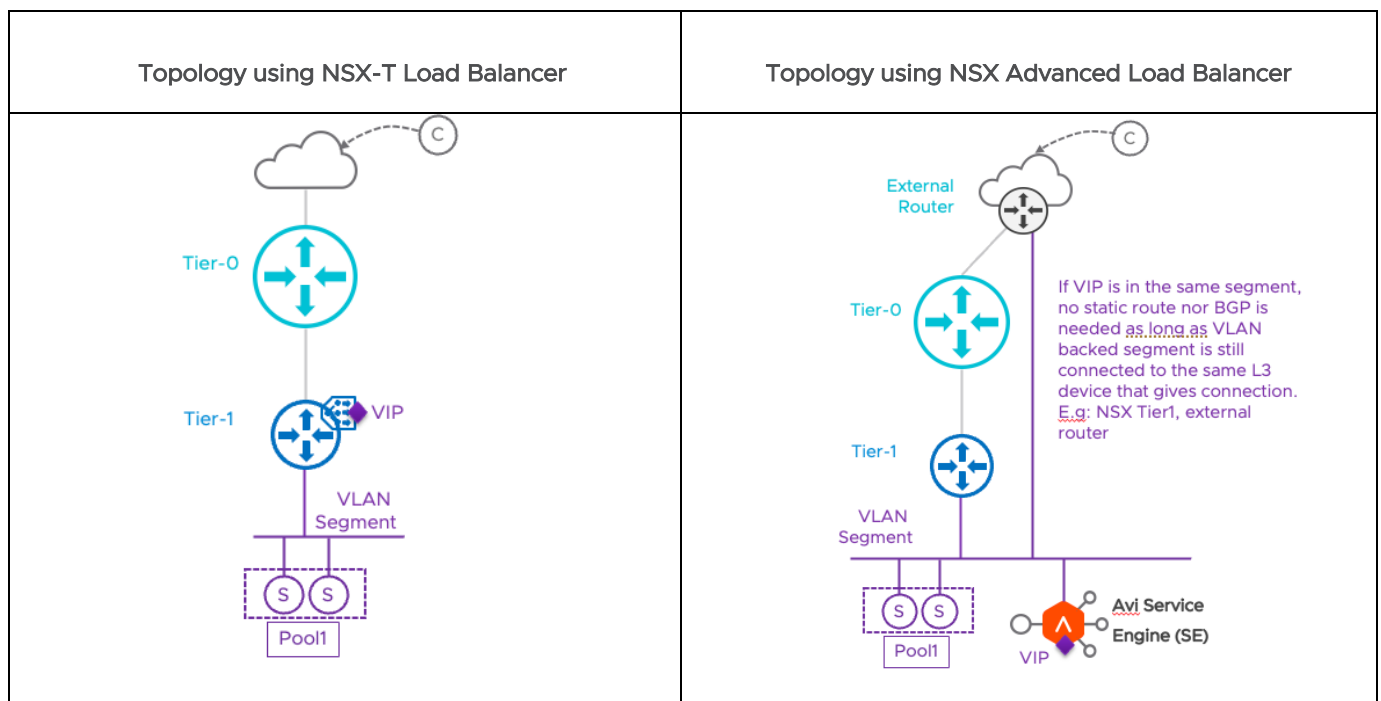 Topology using NSX-T Load Balancer
Topology using NSX Advanced Load Balancer
C
Tier-0
Tier-1
VIP
VLAN
Segment
S S
Pool1
C
External
Router
Tier-0
If VIP is in the same segment,
no static route nor BGP is
needed as long as VLAN
backed segment is still
connected to the same L3
device that gives connection.
E.g: NSX Tier1, external
router
Tier-1
VLAN
Segment
S S
Pool1
Avi Service
Engine (SE)
VIP